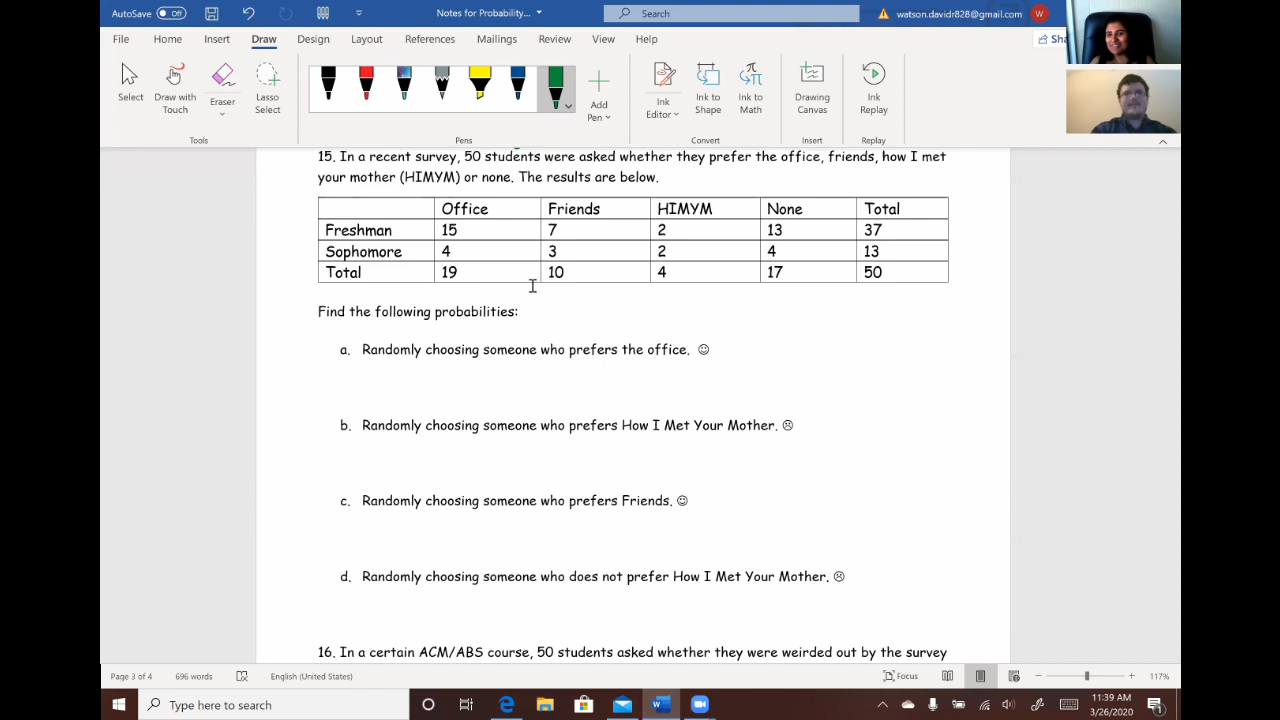 AutoSave Off Notes for Probability... Search watson.davidr828@gmail.com W
File Home Insert Draw Design Layout References Mailings Review View Help
Select Draw with Touch Eraser Lasso Select Add Pen Ink Editor Ink to Shape Ink to Math Drawing Canvas Ink Replay
Tools Pens Convert Insert Replay
15. In a recent survey, 50 students were asked whether they prefer the office, friends, how I met
your mother (HIMYM) or none. The results are below.
Office Friends HIMYM None Total
Freshman 15 7 2 13 37
Sophomore 4 3 2 4 13
Total 19 10 4 17 50
Find the following probabilities:
a. Randomly choosing someone who prefers the office. ☺
b. Randomly choosing someone who prefers How I Met Your Mother. ☹
c. Randomly choosing someone who prefers Friends. ☺
d. Randomly choosing someone who does not prefer How I Met Your Mother. ☹
16. In a certain ACM/ABS course, 50 students asked whether they were weirded out by the survey
Page 3 of 4 696 words English (United States) Focus 117%
Type here to search 11:39 AM
3/26/2020